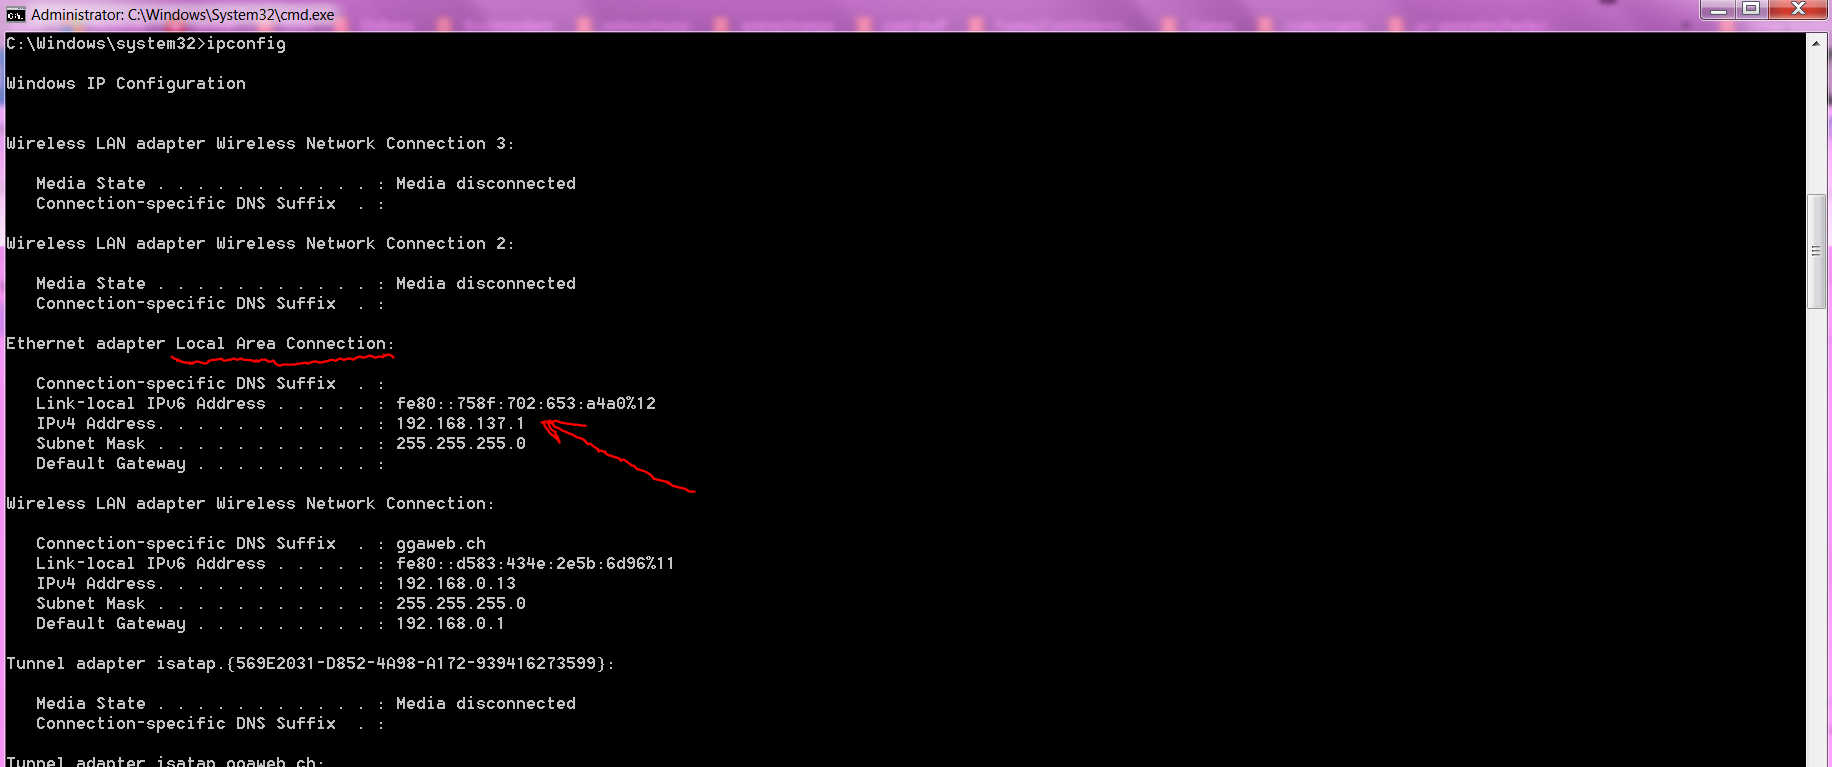 Administrator: C:\Windows\System32\cmd.exe
C:\Windows\system32>ipconfig
Windows IP Configuration
Wireless LAN adapter Wireless Network Connection 3:
Media State . . . . . . . . . . . : Media disconnected
Connection-specific DNS Suffix  . :
Wireless LAN adapter Wireless Network Connection 2:
Media State . . . . . . . . . . . : Media disconnected
Connection-specific DNS Suffix  . :
Ethernet adapter Local Area Connection:
Connection-specific DNS Suffix  . :
Link-local IPv6 Address . . . . . : fe80::758f:702:653:a4a0%12
IPv4 Address. . . . . . . . . . . : 192.168.137.1
Subnet Mask . . . . . . . . . . . : 255.255.255.0
Default Gateway . . . . . . . . . :
Wireless LAN adapter Wireless Network Connection:
Connection-specific DNS Suffix  . : ggaweb.ch
Link-local IPv6 Address . . . . . : fe80::d583:434e:2e5b:6d96%11
IPv4 Address. . . . . . . . . . . : 192.168.0.13
Subnet Mask . . . . . . . . . . . : 255.255.255.0
Default Gateway . . . . . . . . . : 192.168.0.1
Tunnel adapter isatap.{569E2031-D852-4A98-A172-939416273599}:
Media State . . . . . . . . . . . : Media disconnected
Connection-specific DNS Suffix  . :
Tunnel adapter isatap.ggaweb.ch: